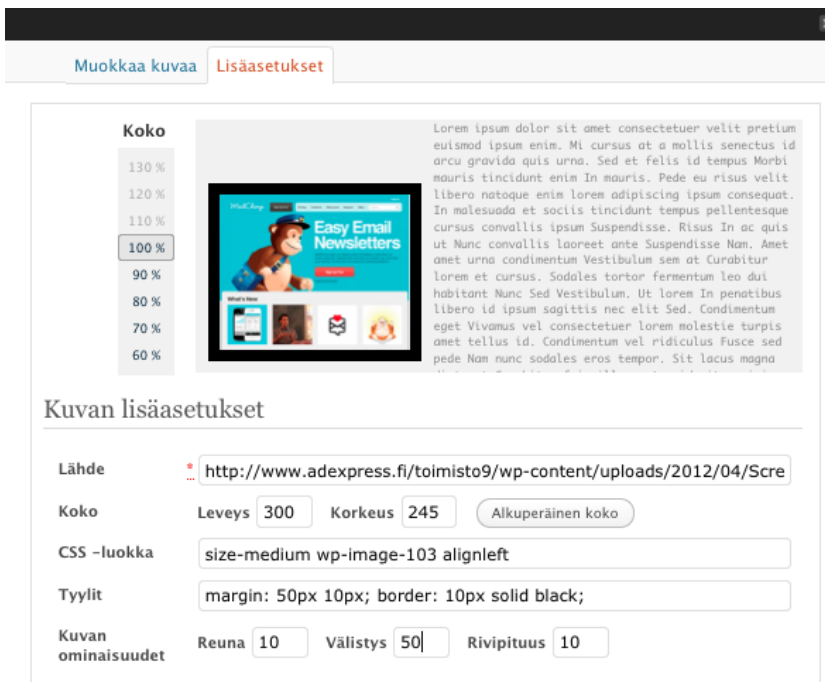 Muokkaa kuvaa Lisäasetukset
Koko
130 %
120 %
110 %
100 %
90 %
80 %
70 %
60 %
MailChimp
Easy Email
Newsletters
What's New
Lorem ipsum dolor sit amet consectetuer velit pretium
euismod ipsum enim. Mi cursus at a mollis senectus id
arcu gravida quis urna. Sed et felis id tempus Morbi
mauris tincidunt enim In mauris. Pede eu risus velit
libero natoque enim lorem adipiscing ipsum consequat.
In malesuada et sociis tincidunt tempus pellentesque
cursus convallis ipsum Suspendisse. Risus In ac quis
ut Nunc convallis laoreet ante Suspendisse Nam. Amet
amet urna condimentum Vestibulum sem at Curabitur
lorem et cursus. Sodales tortor fermentum leo dui
habitant Nunc Sed Vestibulum. Ut lorem In penatibus
libero id ipsum sagittis nec elit Sed. Condimentum
eget Vivamus vel consectetuer lorem molestie turpis
amet tellus id. Condimentum vel ridiculus Fusce sed
pede Nam nunc sodales eros tempor. Sit lacus magna
Kuvan lisäasetukset
Lähde * http://www.adexpress.fi/toimisto9/wp-content/uploads/2012/04/Scre
Koko Leveys 300 Korkeus 245 Alkuperäinen koko
CSS -luokka size-medium wp-image-103 alignleft
Tyylit margin: 50px 10px; border: 10px solid black;
Kuvan
ominaisuudet Reuna 10 Välistys 50 Rivipituus 10